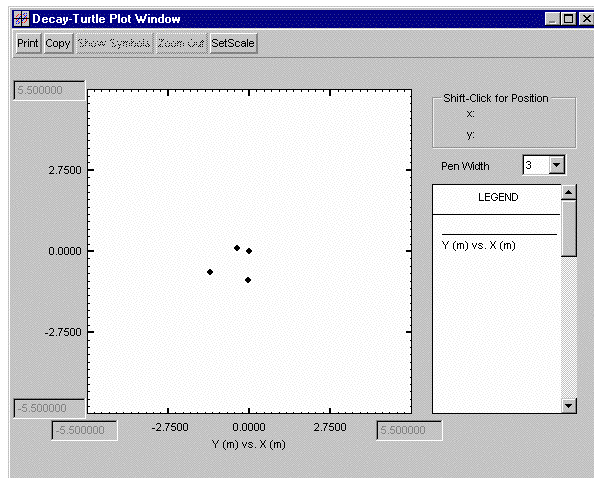 Decay-Turtle Plot Window
Print Copy Show Symbols Zoom Out SetScale
5.500000
2.7500
0.0000
-2.7500
-5.500000
-5.500000 -2.7500 0.0000 2.7500 5.500000
Y (m) vs. X (m)
Shift-Click for Position
x:
y:
Pen Width 3
LEGEND
Y (m) vs. X (m)